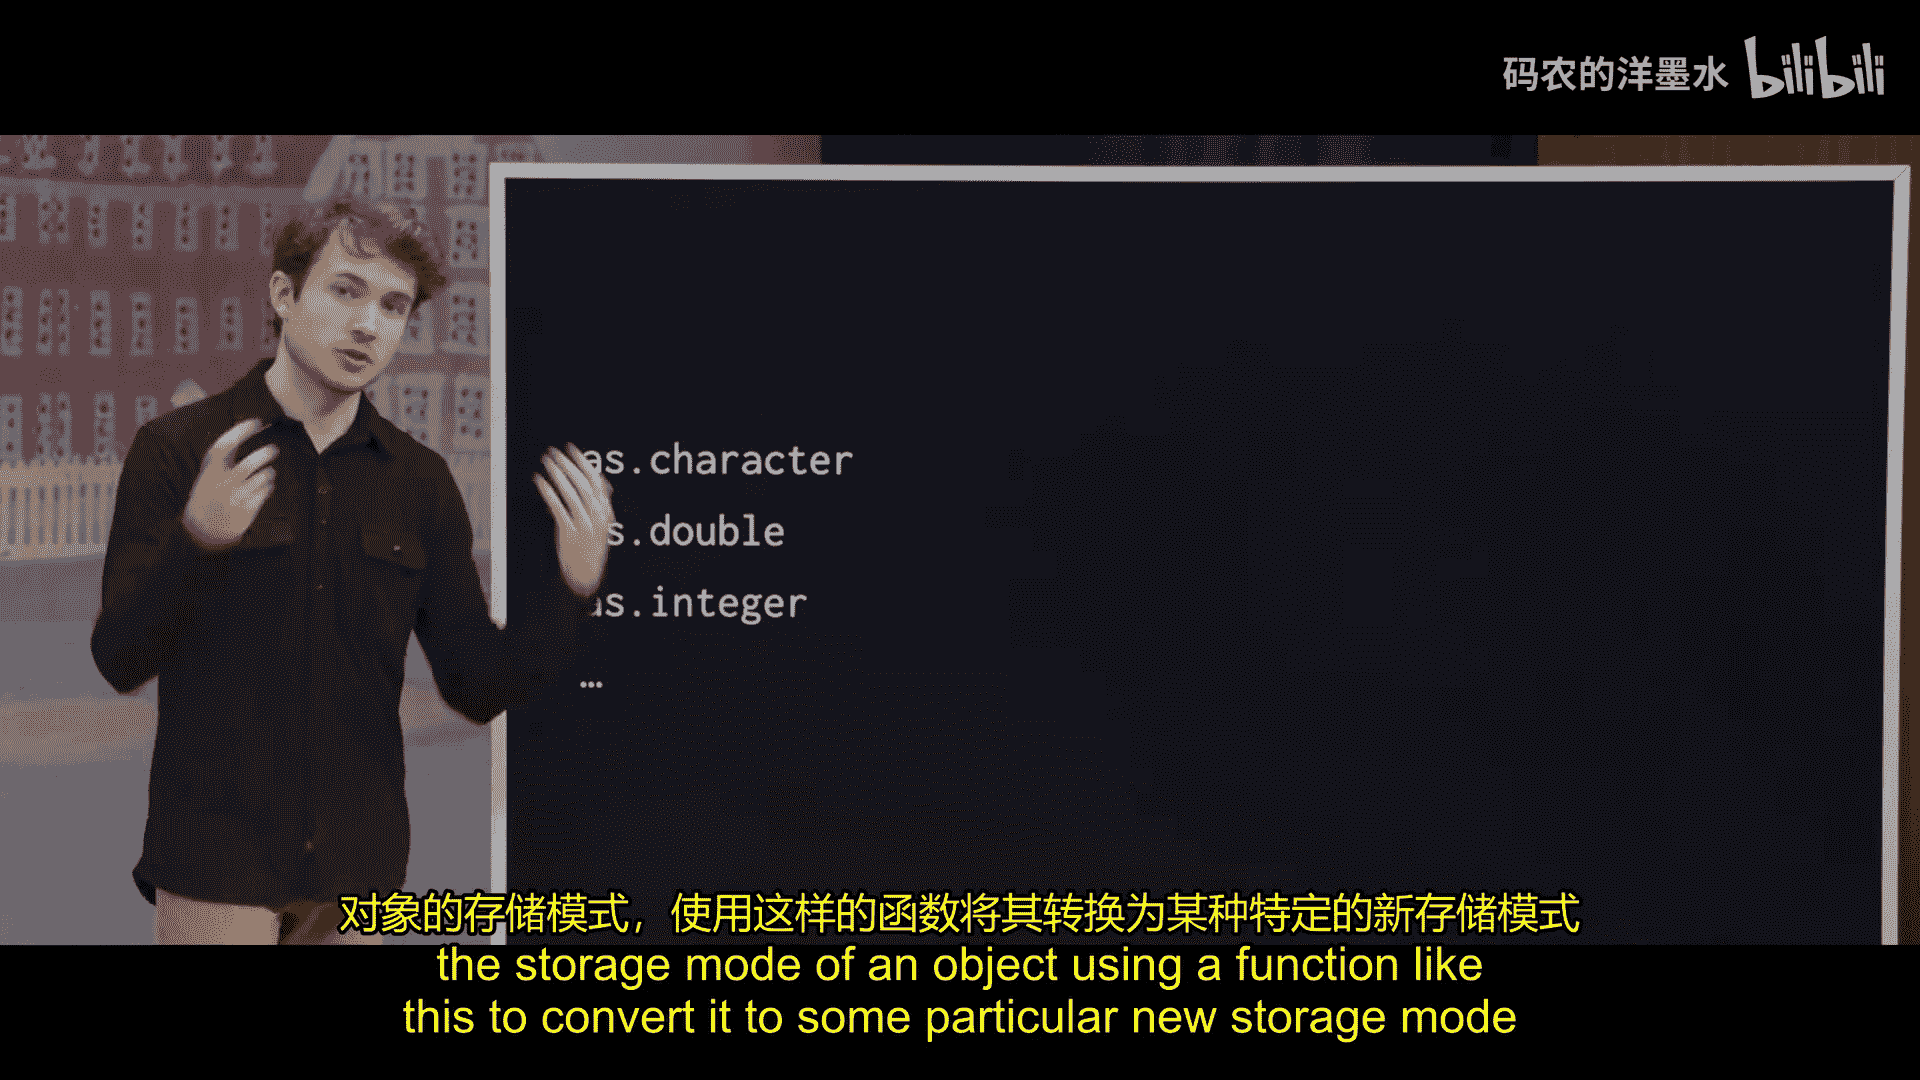 码农的洋墨水 bilibili
as.character
as.double
as.integer
…
对象的存储模式，使用这样的函数将其转换为某种特定的新存储模式
the storage mode of an object using a function like
this to convert it to some particular new storage mode